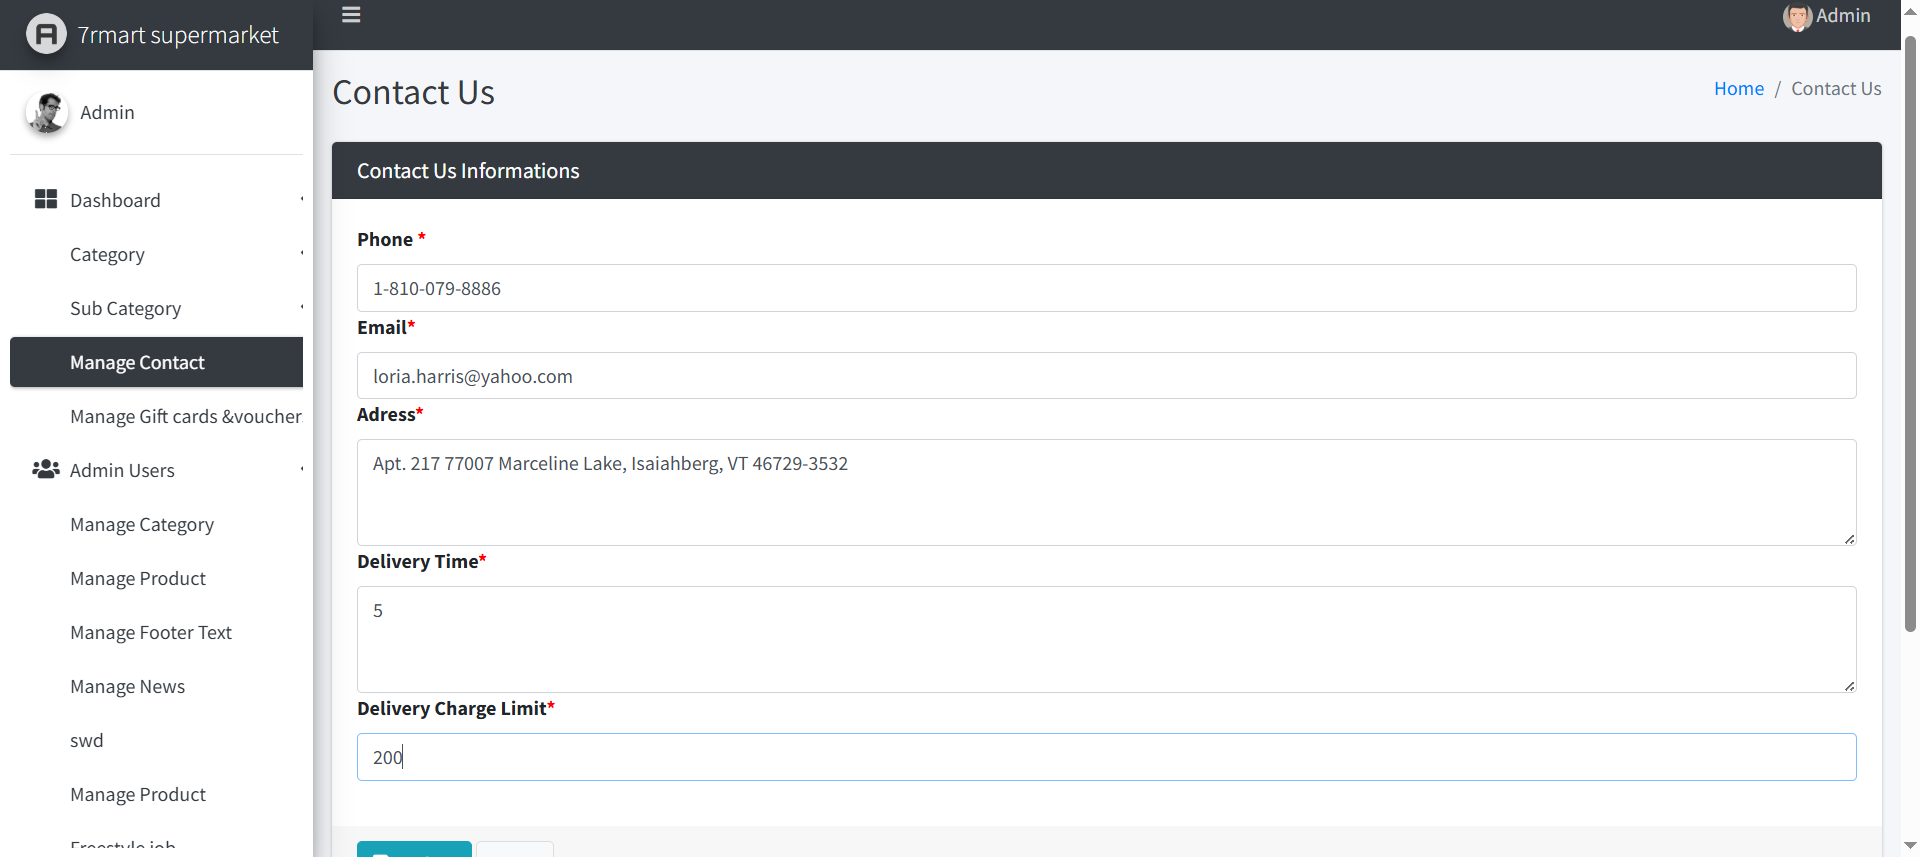 7rmart supermarket
Admin
Admin
Dashboard
Category
Sub Category
Manage Contact
Manage Gift cards &voucher
Admin Users
Manage Category
Manage Product
Manage Footer Text
Manage News
swd
Manage Product
Freestyle job
Contact Us
Home / Contact Us
Contact Us Informations
Phone *
1-810-079-8886
Email*
loria.harris@yahoo.com
Adress*
Apt. 217 77007 Marceline Lake, Isaiahberg, VT 46729-3532
Delivery Time*
5
Delivery Charge Limit*
200